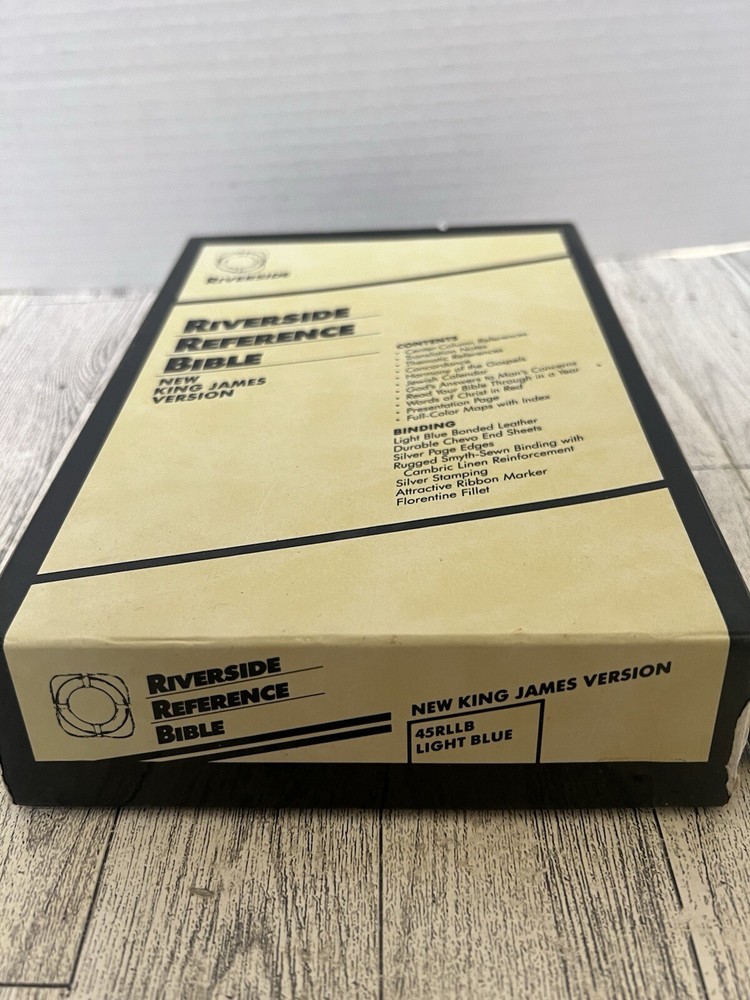 RIVERSIDE
RIVERSIDE
REFERENCE
BIBLE
NEW
KING JAMES
VERSION
CONTENTS
• Center-Column References
• Translation Notes
• Thematic References
• Concordance
• Harmony of the Gospels
• Jewish Calendar
• God's Answers to Man's Concerns
• Read Your Bible Through in a Year
• Words of Christ in Red
• Presentation Page
• Full-Color Maps with Index
BINDING
Light Blue Bonded Leather
Durable Chevo End Sheets
Silver Page Edges
Rugged Smyth-Sewn Binding with
Cambric Linen Reinforcement
Silver Stamping
Attractive Ribbon Marker
Florentine Fillet
RIVERSIDE
REFERENCE
BIBLE
NEW KING JAMES VERSION
45RLLB
LIGHT BLUE